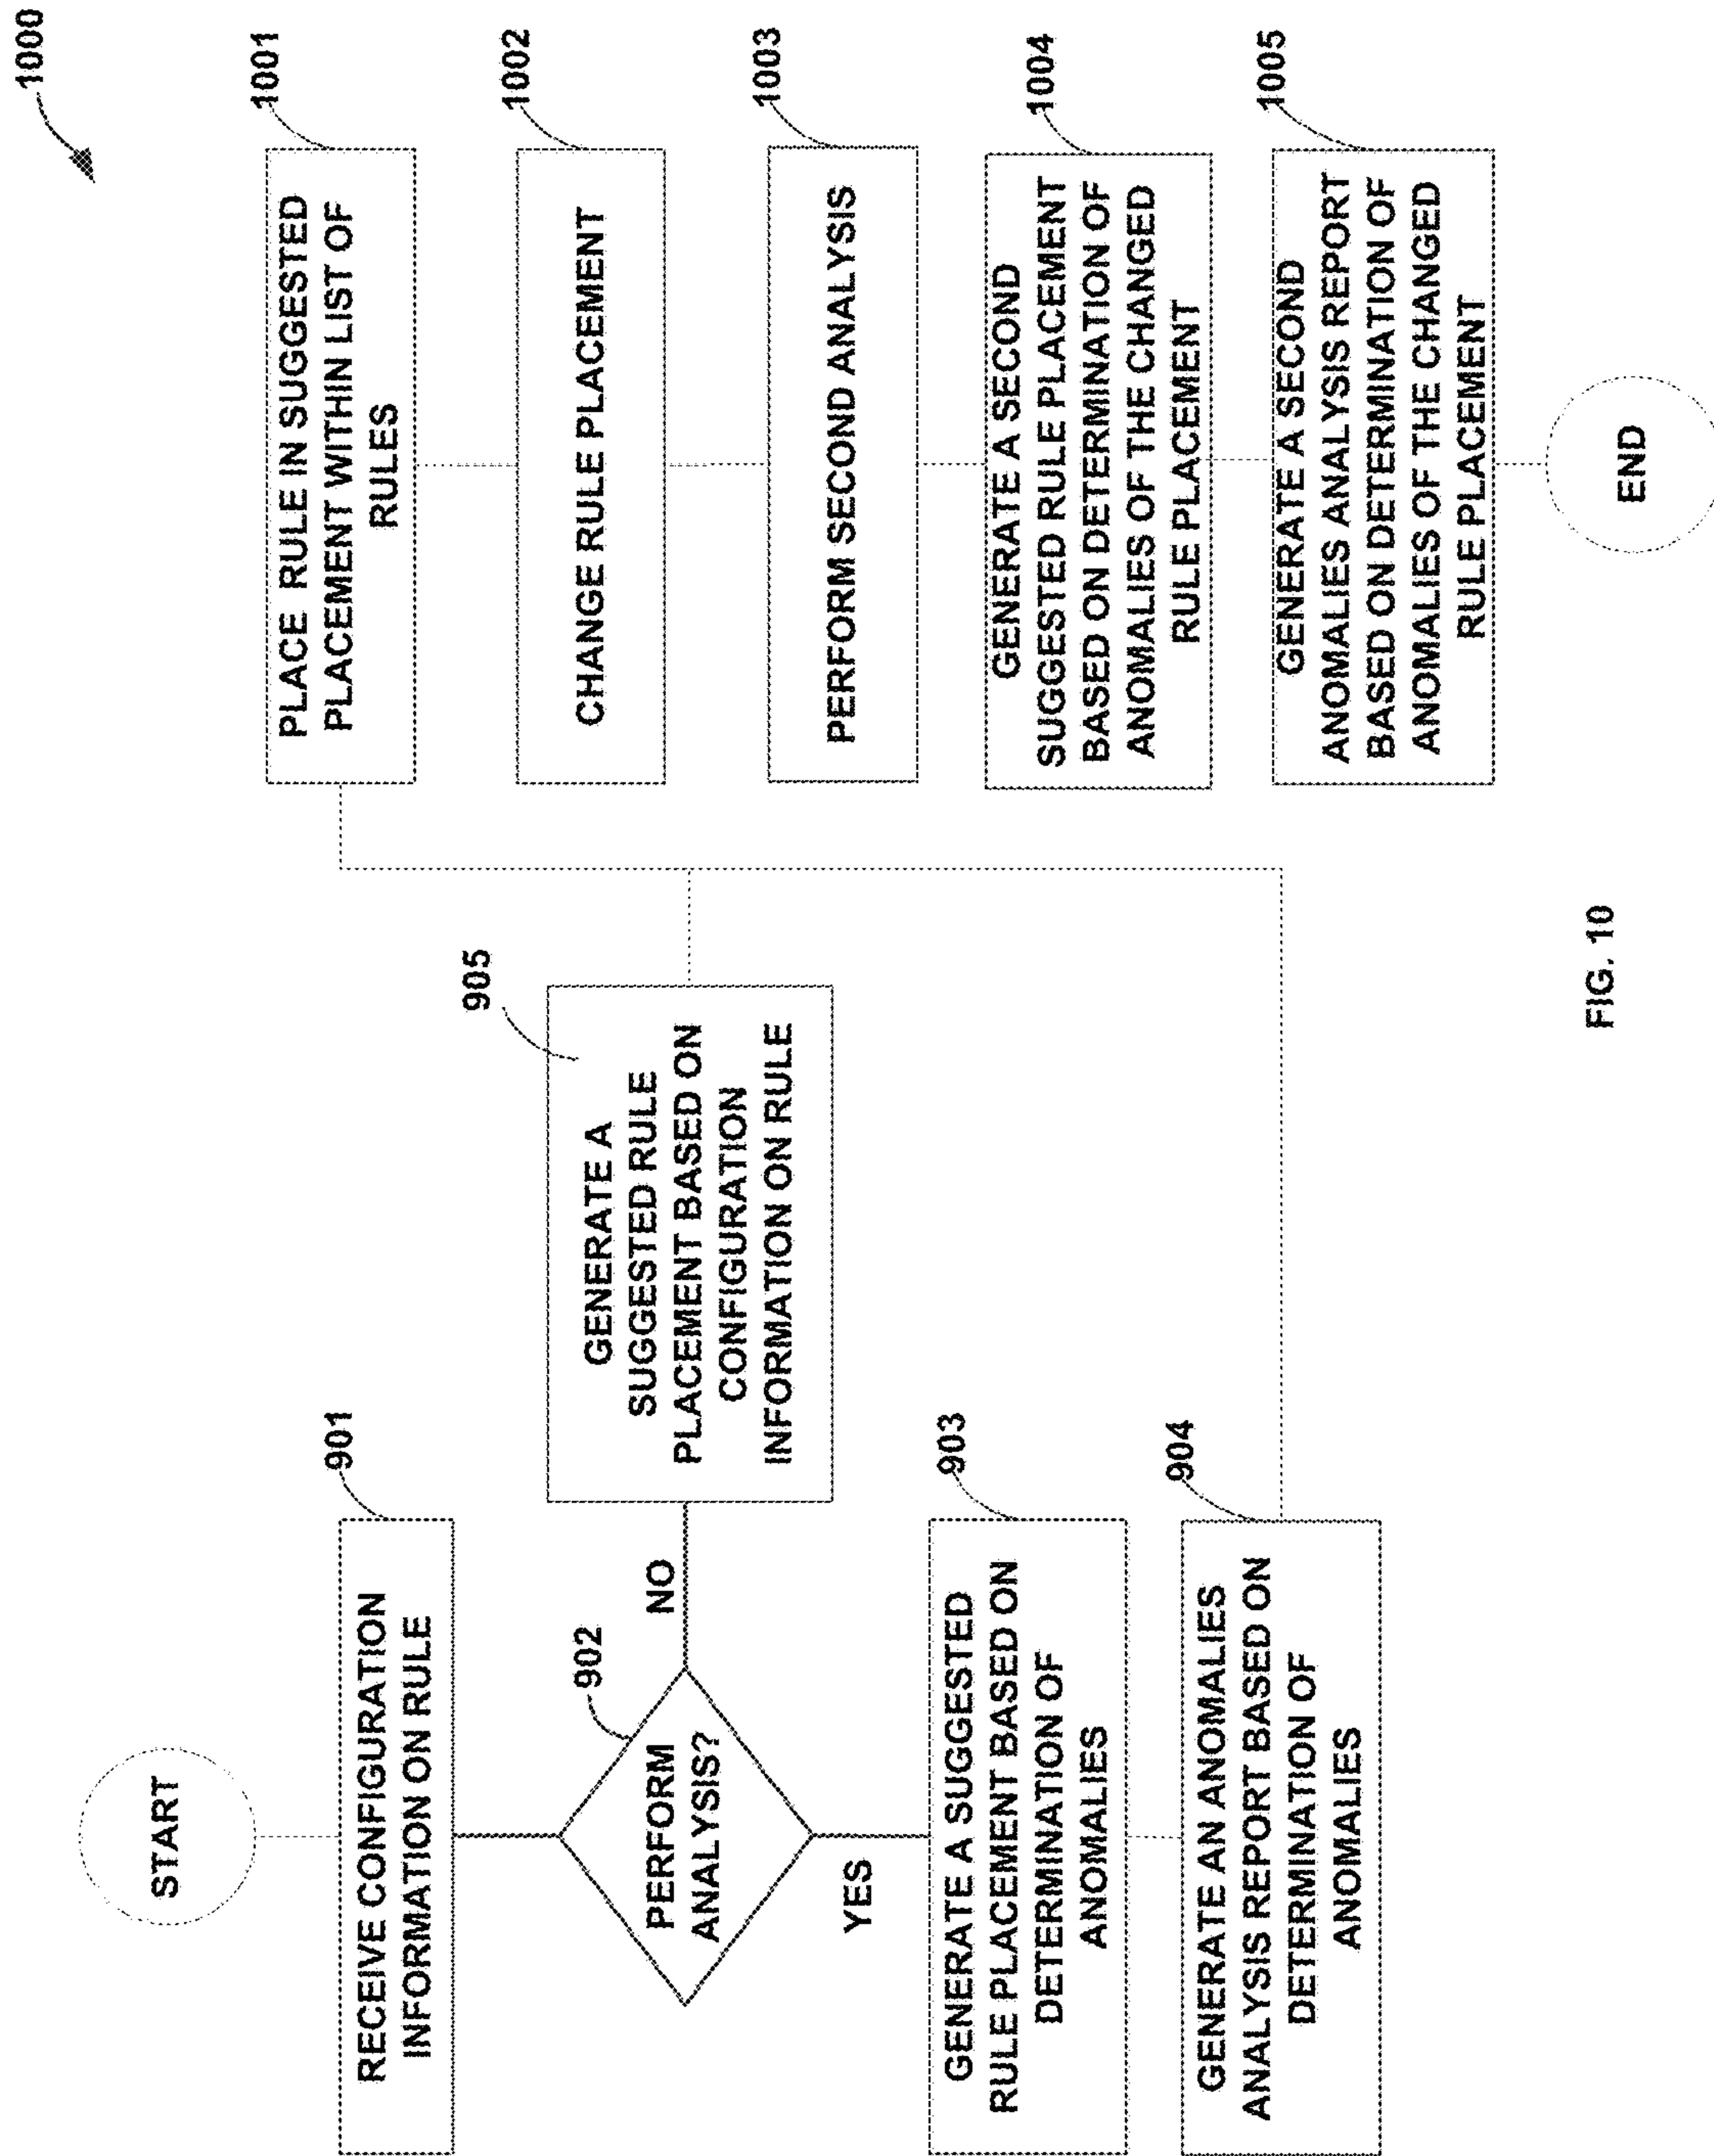 1000
START
901
RECEIVE CONFIGURATION
INFORMATION ON RULE
902
PERFORM
ANALYSIS?
NO
YES
905
GENERATE A
SUGGESTED RULE
PLACEMENT BASED ON
CONFIGURATION
INFORMATION ON RULE
903
GENERATE A SUGGESTED
RULE PLACEMENT BASED ON
DETERMINATION OF
ANOMALIES
904
GENERATE AN ANOMALIES
ANALYSIS REPORT BASED ON
DETERMINATION OF
ANOMALIES
1001
PLACE RULE IN SUGGESTED
PLACEMENT WITHIN LIST OF
RULES
1002
CHANGE RULE PLACEMENT
1003
PERFORM SECOND ANALYSIS
1004
GENERATE A SECOND
SUGGESTED RULE PLACEMENT
BASED ON DETERMINATION OF
ANOMALIES OF THE CHANGED
RULE PLACEMENT
1005
GENERATE A SECOND
ANOMALIES ANALYSIS REPORT
BASED ON DETERMINATION OF
ANOMALIES OF THE CHANGED
RULE PLACEMENT
END
FIG. 10